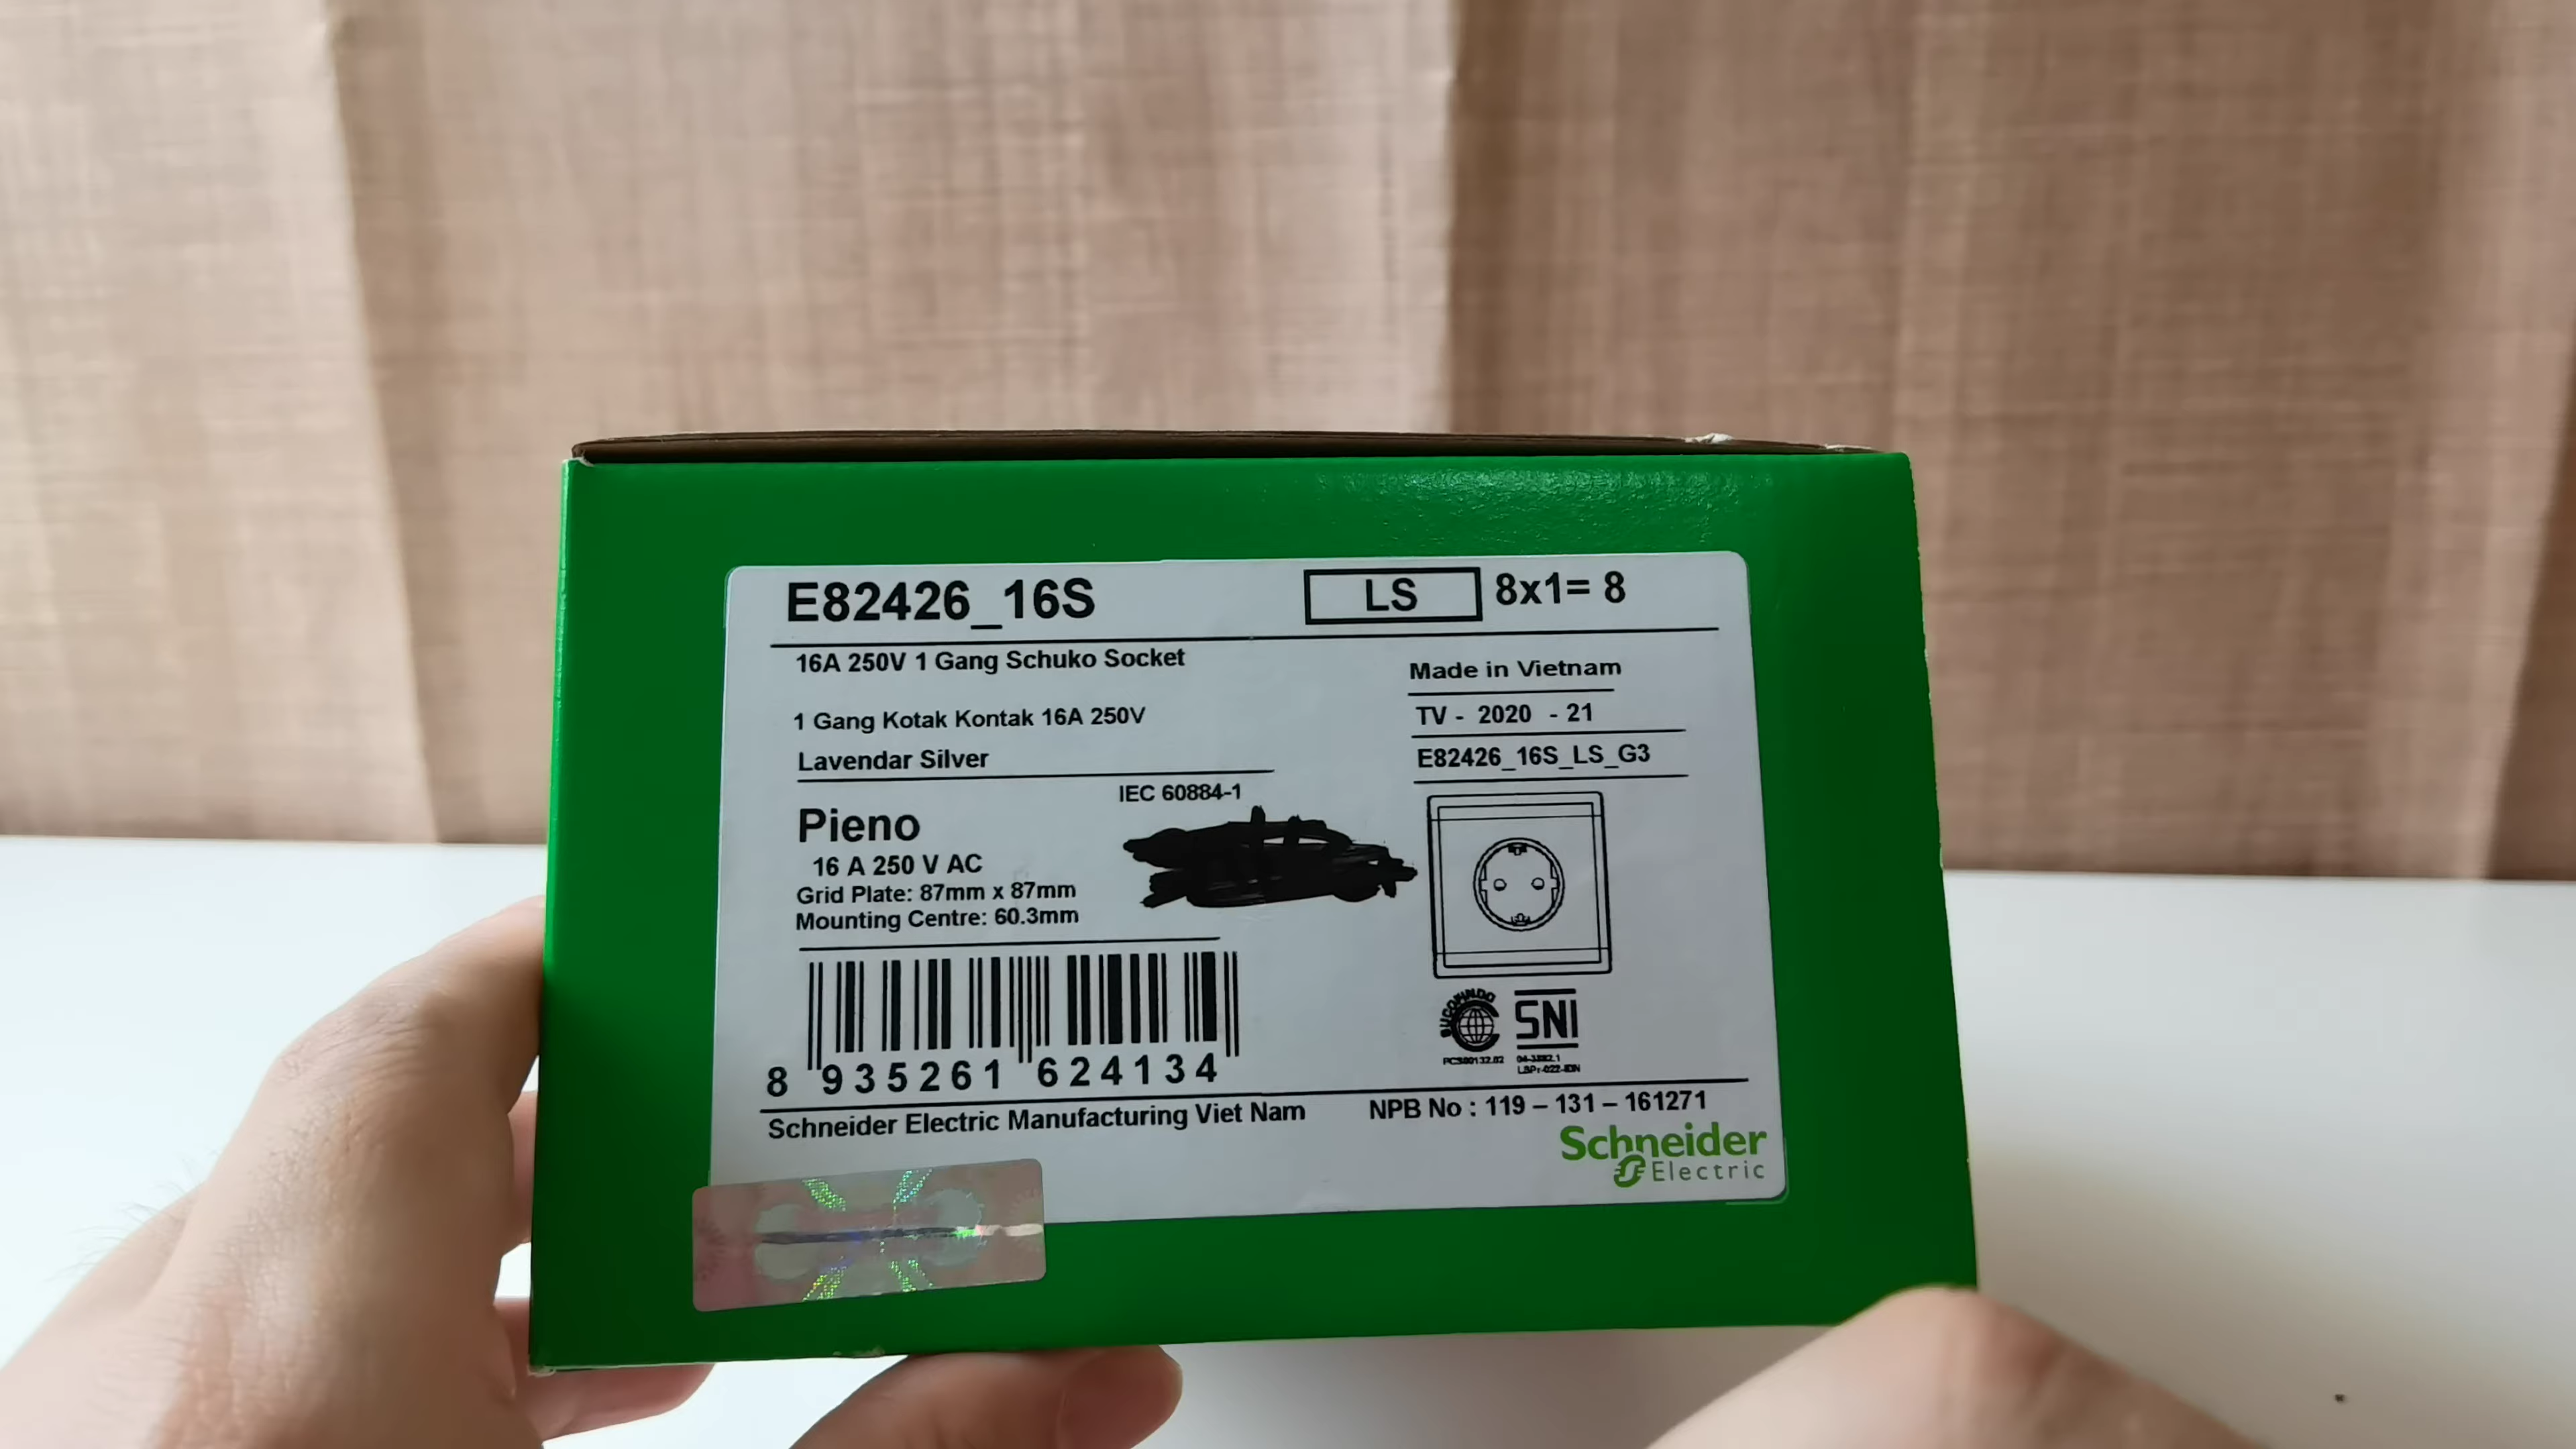 E82426_16S
LS 8x1= 8
16A 250V 1 Gang Schuko Socket
1 Gang Kotak Kontak 16A 250V
Lavendar Silver
Made in Vietnam
TV - 2020 - 21
E82426_16S_LS_G3
IEC 60884-1
Pieno
16 A 250 V AC
Grid Plate: 87mm x 87mm
Mounting Centre: 60.3mm
8 935261 624134
SUCOFINDO
SNI
Schneider Electric Manufacturing Viet Nam
NPB No : 119 – 131 – 161271
Schneider
Electric